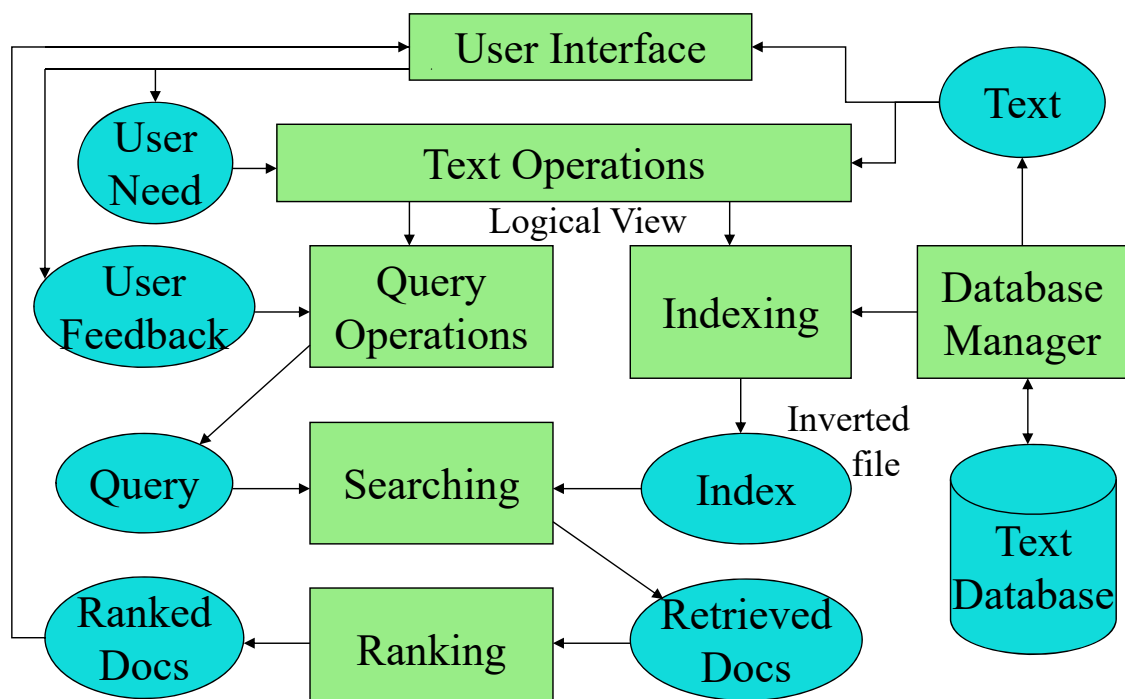 User Interface
Text
User
Need
Text Operations
Logical View
User
Feedback
Query
Operations
Indexing
Database
Manager
Inverted
file
Query
Searching
Index
Text
Database
Ranked
Docs
Ranking
Retrieved
Docs